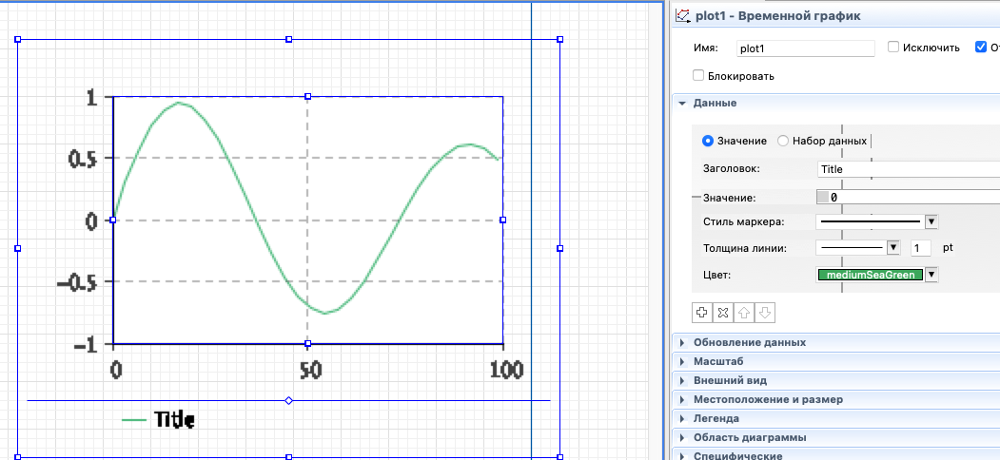 1
0.5
0
-0.5
-1
0 50 100
Title
plot1 - Временной график
Имя: plot1 Исключить От
Блокировать
Данные
Значение Набор данных
Заголовок: Title
Значение: 0
Стиль маркера:
Толщина линии: 1 pt
Цвет: mediumSeaGreen
Обновление данных
Масштаб
Внешний вид
Местоположение и размер
Легенда
Область диаграммы
Специфические